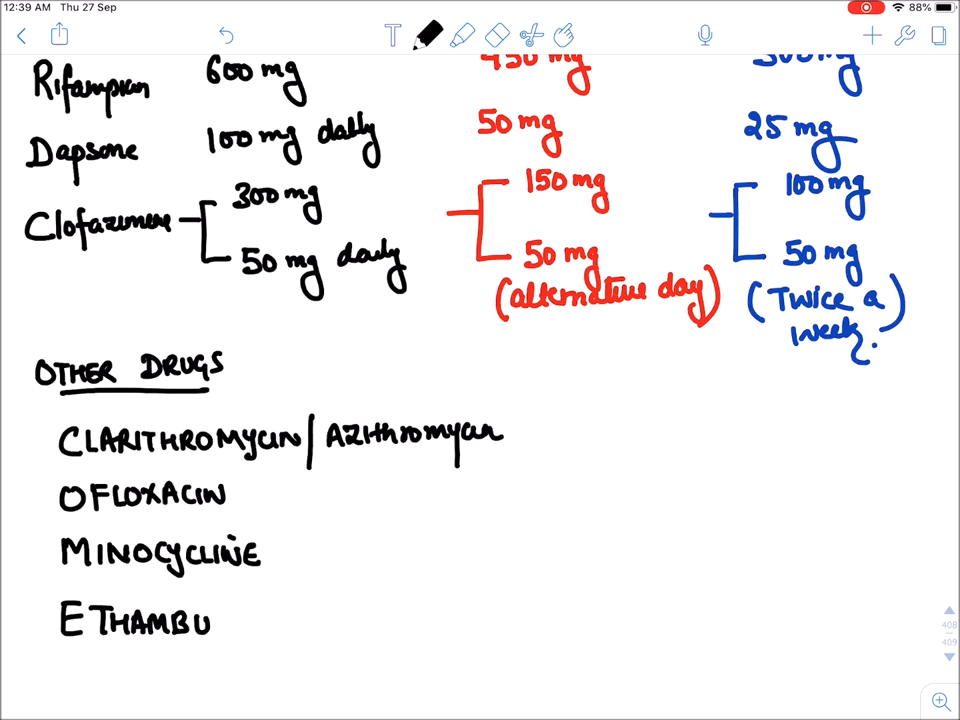 12:39 AM Thu 27 Sep 88%
T
Rifampicin 600 mg 450 mg 300 mg
Dapsone 100 mg daily 50 mg 25 mg
Clofazimine 300 mg 150 mg 100 mg
50 mg daily 50 mg 50 mg
(alternative day) (Twice a
week.
OTHER DRUGS
CLARITHROMYCIN/AZithromycin
OFLOXACIN
MINOCYCLINE
ETHAMBU
408
409